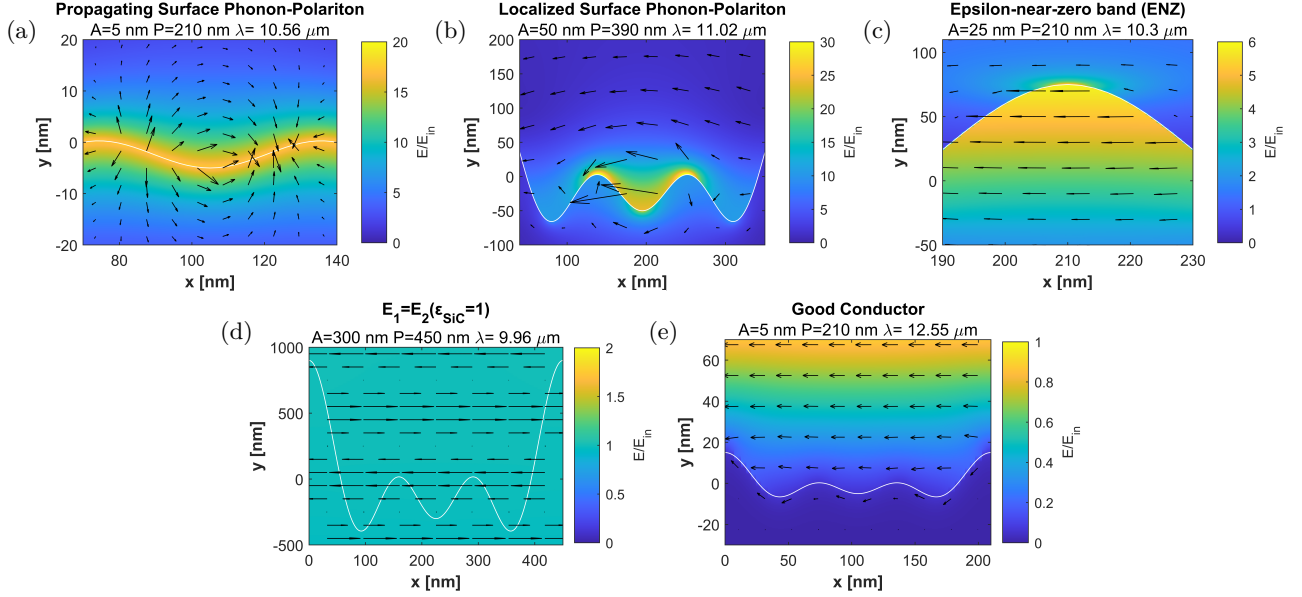 (a)
Propagating Surface Phonon-Polariton
A=5 nm P=210 nm λ= 10.56 μm
20
10
0
-10
-20
y [nm]
80
100
120
140
x [nm]
20
15
10
5
0
E/E_in
(b)
Localized Surface Phonon-Polariton
A=50 nm P=390 nm λ= 11.02 μm
200
150
100
50
0
-50
-100
y [nm]
100
200
300
x [nm]
30
25
20
15
10
5
0
E/E_in
(c)
Epsilon-near-zero band (ENZ)
A=25 nm P=210 nm λ= 10.3 μm
100
50
0
-50
y [nm]
190
200
210
220
230
x [nm]
6
5
4
3
2
1
0
E/E_in
(d)
E_1=E_2(ε_SiC=1)
A=300 nm P=450 nm λ= 9.96 μm
1000
500
0
-500
y [nm]
0
100
200
300
400
x [nm]
2
1.5
1
0.5
0
E/E_in
(e)
Good Conductor
A=5 nm P=210 nm λ= 12.55 μm
60
40
20
0
-20
y [nm]
0
50
100
150
200
x [nm]
1
0.8
0.6
0.4
0.2
0
E/E_in